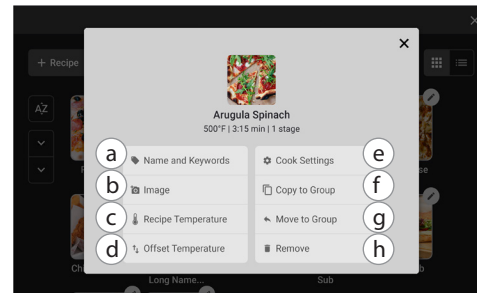 + Recipe
AZ
Arugula Spinach
500°F | 3:15 min | 1 stage
a Name and Keywords
b Image
c Recipe Temperature
d Offset Temperature
e Cook Settings
f Copy to Group
g Move to Group
h Remove
Long Name...
Sub